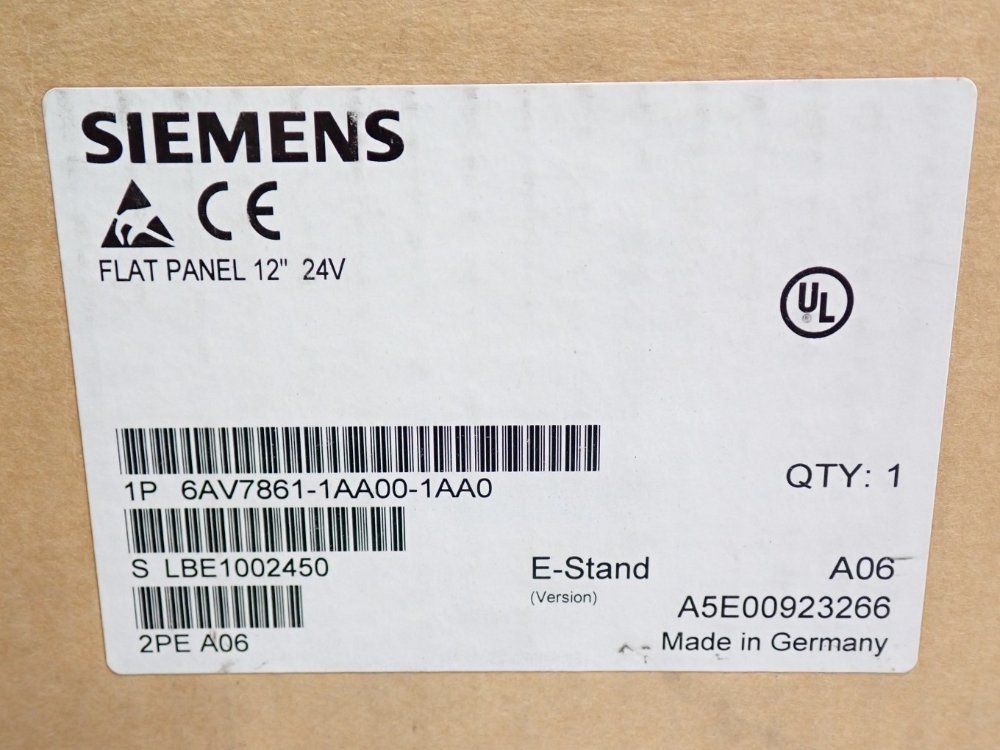 SIEMENS
CE
FLAT PANEL 12" 24V
UL
®
1P 6AV7861-1AA00-1AA0
QTY: 1
S LBE1002450
E-Stand A06
(Version)
A5E00923266
2PE A06
Made in Germany